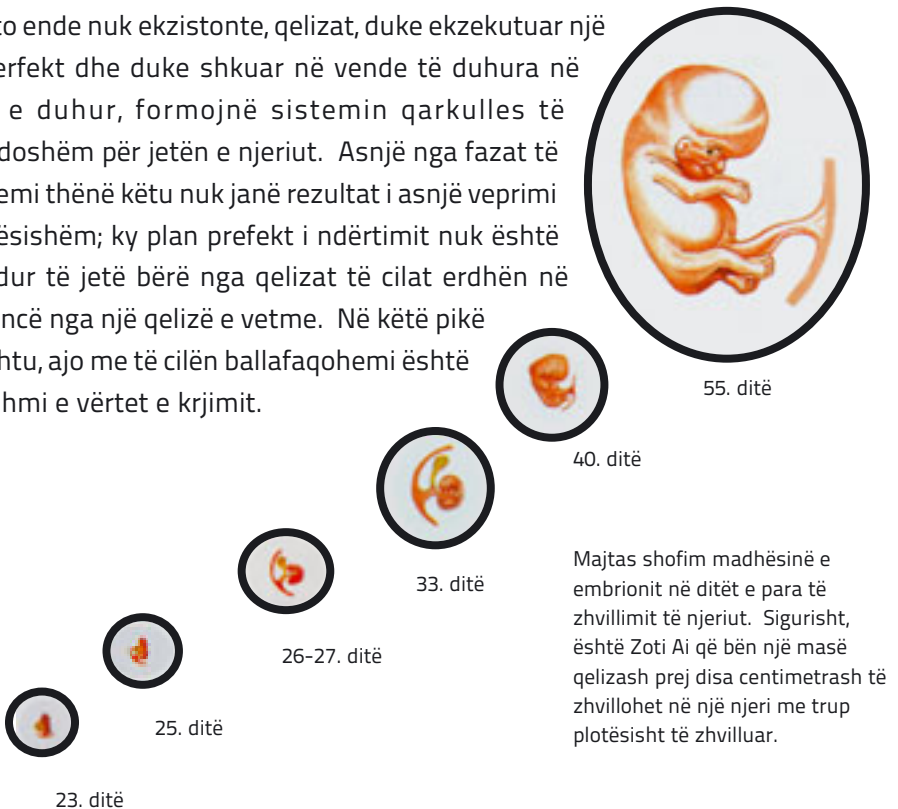 to ende nuk ekzistonte, qelizat, duke ekzekutuar një
erfekt dhe duke shkuar në vende të duhura në
e duhur, formojnë sistemin qarkulles të
doshëm për jetën e njeriut. Asnjë nga fazat të
emi thënë këtu nuk janë rezultat i asnjë veprimi
ësishëm; ky plan prefekt i ndërtimit nuk është
dur të jetë bërë nga qelizat të cilat erdhën në
ncë nga një qelizë e vetme. Në këtë pikë
htu, ajo me të cilën ballafaqohemi është
hmi e vërtet e krjimit.
55. ditë
40. ditë
33. ditë
26-27. ditë
25. ditë
23. ditë
Majtas shofim madhësinë e
embrionit në ditët e para të
zhvillimit të njeriut. Sigurisht,
është Zoti Ai që bën një masë
qelizash prej disa centimetrash të
zhvillohet në një njeri me trup
plotësisht të zhvilluar.